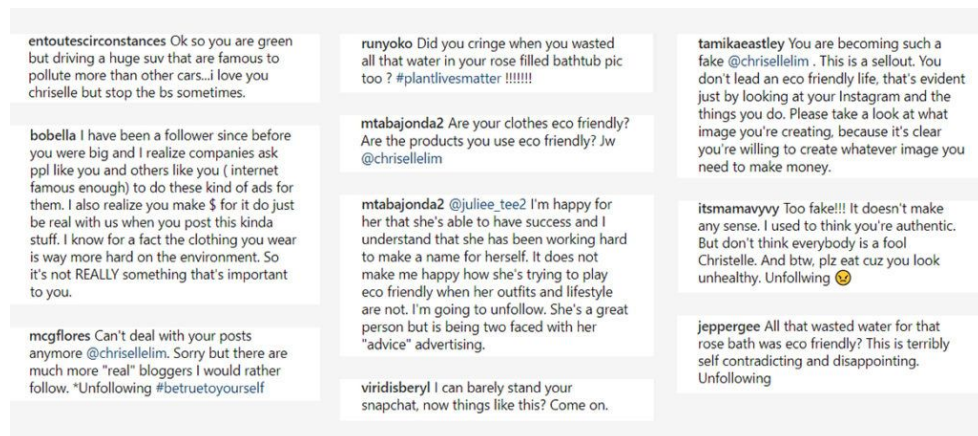 entoutescirconstances Ok so you are green
but driving a huge suv that are famous to
pollute more than other cars...i love you
chriselle but stop the bs sometimes.
bobella I have been a follower since before
you were big and I realize companies ask
ppl like you and others like you ( internet
famous enough) to do these kind of ads for
them. I also realize you make $ for it do just
be real with us when you post this kinda
stuff. I know for a fact the clothing you wear
is way more hard on the environment. So
it's not REALLY something that's important
to you.
mcgflores Can't deal with your posts
anymore @chrisellelim. Sorry but there are
much more "real" bloggers I would rather
follow. *Unfollowing #betruetoyourself
runyoko Did you cringe when you wasted
all that water in your rose filled bathtub pic
too ? #plantlivesmatter !!!!!!!
mtabajonda2 Are your clothes eco friendly?
Are the products you use eco friendly? Jw
@chrisellelim
mtabajonda2 @juliee_tee2 I'm happy for
her that she's able to have success and I
understand that she has been working hard
to make a name for herself. It does not
make me happy how she's trying to play
eco friendly when her outfits and lifestyle
are not. I'm going to unfollow. She's a great
person but is being two faced with her
"advice" advertising.
viridisberyl I can barely stand your
snapchat, now things like this? Come on.
tamikaeastley You are becoming such a
fake @chrisellelim . This is a sellout. You
don't lead an eco friendly life, that's evident
just by looking at your Instagram and the
things you do. Please take a look at what
image you're creating, because it's clear
you're willing to create whatever image you
need to make money.
itsmamavyvy Too fake!!! It doesn't make
any sense. I used to think you're authentic.
But don't think everybody is a fool
Christelle. And btw, plz eat cuz you look
unhealthy. Unfollwing 😠
jeppergee All that wasted water for that
rose bath was eco friendly? This is terribly
self contradicting and disappointing.
Unfollowing